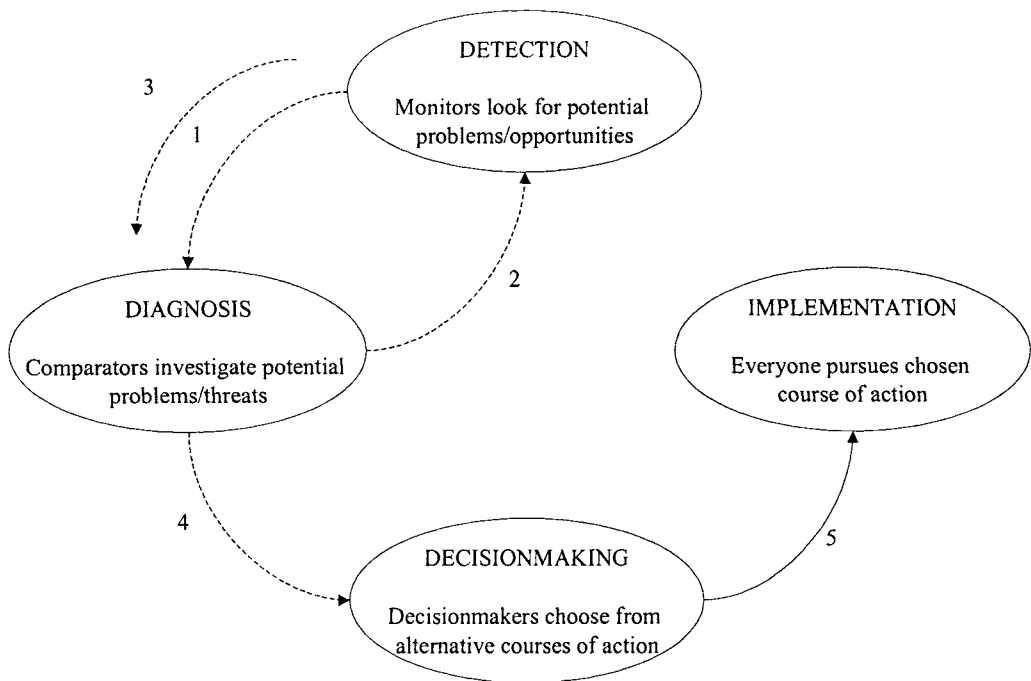 DETECTION
Monitors look for potential
problems/opportunities
3
1
2
DIAGNOSIS
Comparators investigate potential
problems/threats
IMPLEMENTATION
Everyone pursues chosen
course of action
4
5
DECISIONMAKING
Decisionmakers choose from
alternative courses of action